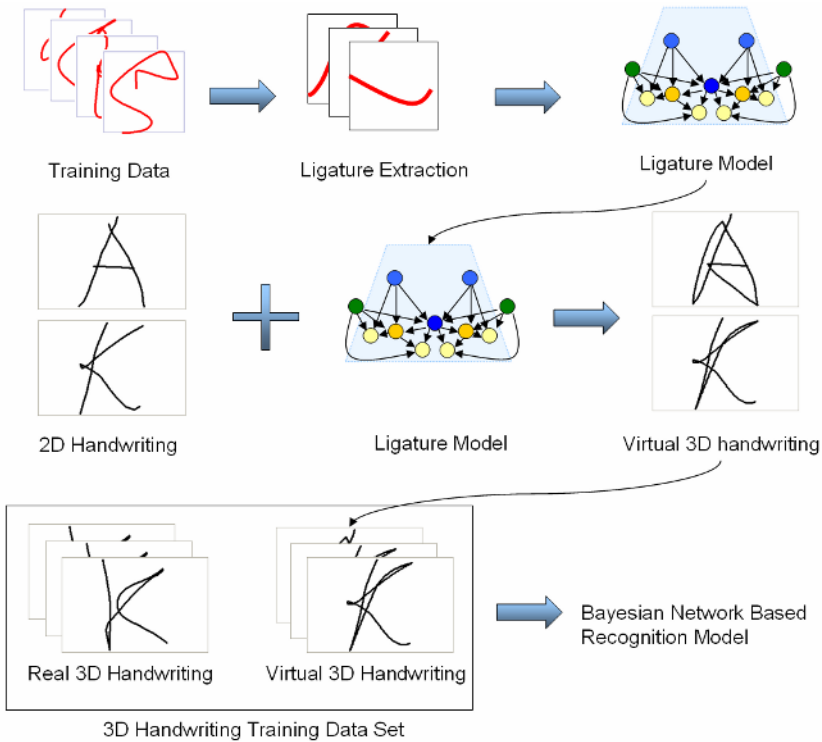 Training Data
Ligature Extraction
Ligature Model
2D Handwriting
Ligature Model
Virtual 3D handwriting
Real 3D Handwriting
Virtual 3D Handwriting
Bayesian Network Based
Recognition Model
3D Handwriting Training Data Set